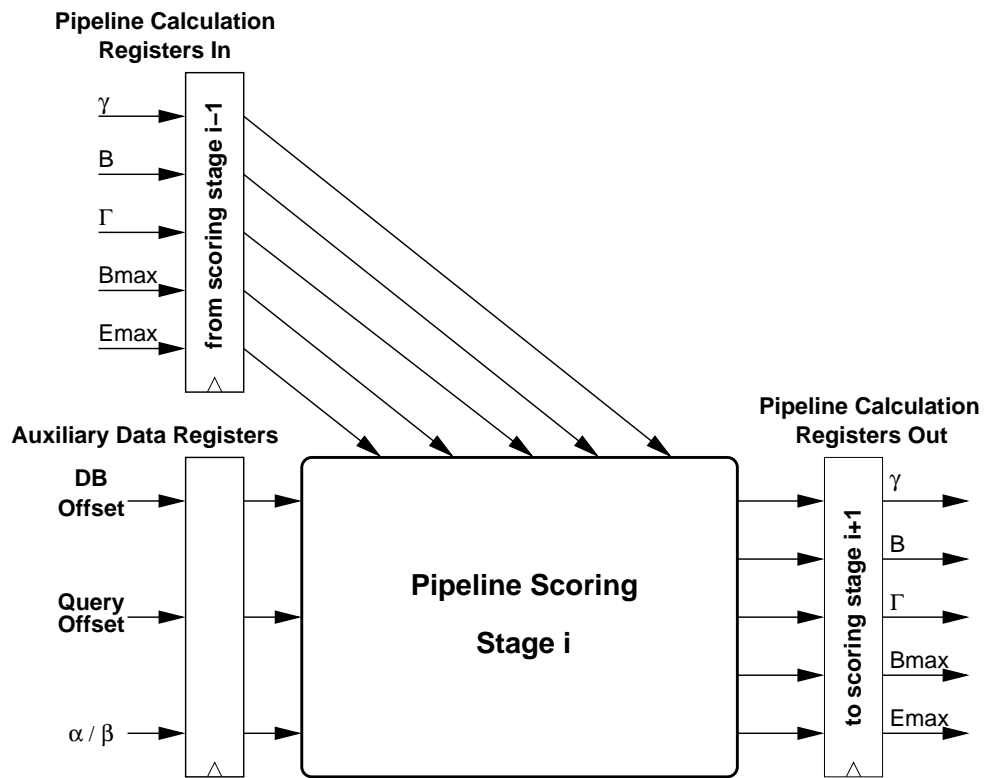 Pipeline Calculation
Registers In
γ
B
Γ
Bmax
Emax
from scoring stage i−1
Auxiliary Data Registers
DB
Offset
Query
Offset
α / β
Pipeline Scoring
Stage i
Pipeline Calculation
Registers Out
to scoring stage i+1
γ
B
Γ
Bmax
Emax